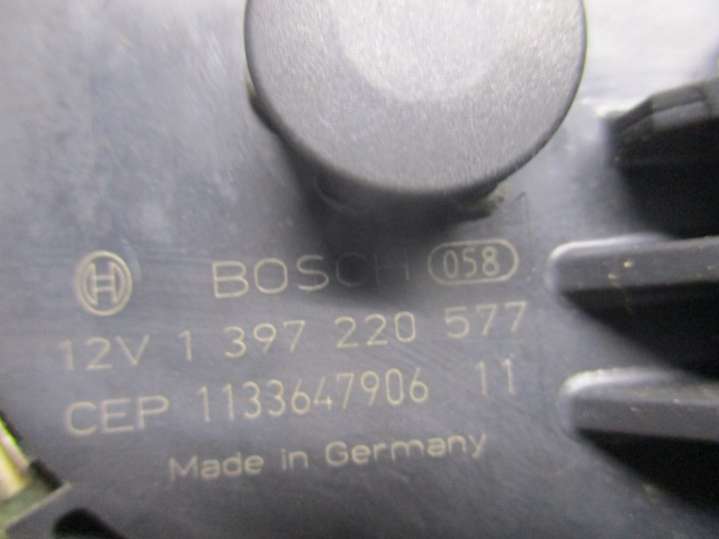 BOSCH 058
12V 1 397 220 577
CEP 1133647906 11
Made in Germany